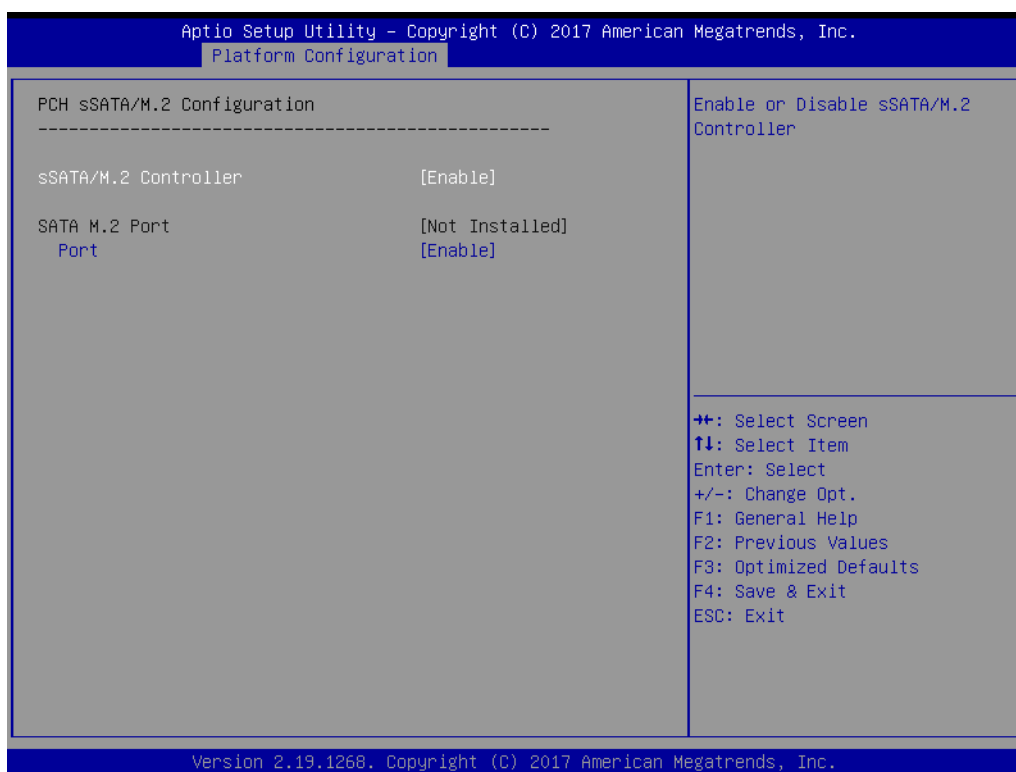 Aptio Setup Utility – Copyright (C) 2017 American Megatrends, Inc.
Platform Configuration
PCH sSATA/M.2 Configuration
--------------------------------------------------
sSATA/M.2 Controller [Enable]
SATA M.2 Port [Not Installed]
Port [Enable]
Enable or Disable sSATA/M.2
Controller
→←: Select Screen
↑↓: Select Item
Enter: Select
+/-: Change Opt.
F1: General Help
F2: Previous Values
F3: Optimized Defaults
F4: Save & Exit
ESC: Exit
Version 2.19.1268. Copyright (C) 2017 American Megatrends, Inc.